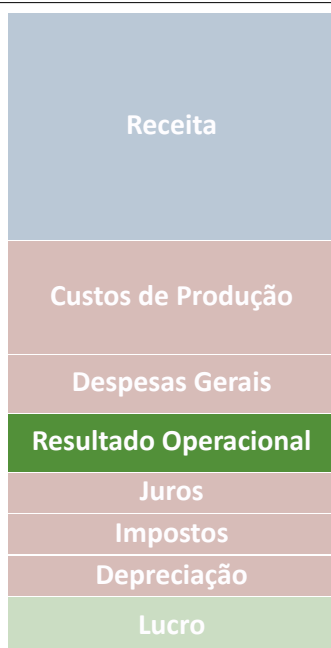 Receita
Custos de Produção
Despesas Gerais
Resultado Operacional
Juros
Impostos
Depreciação
Lucro